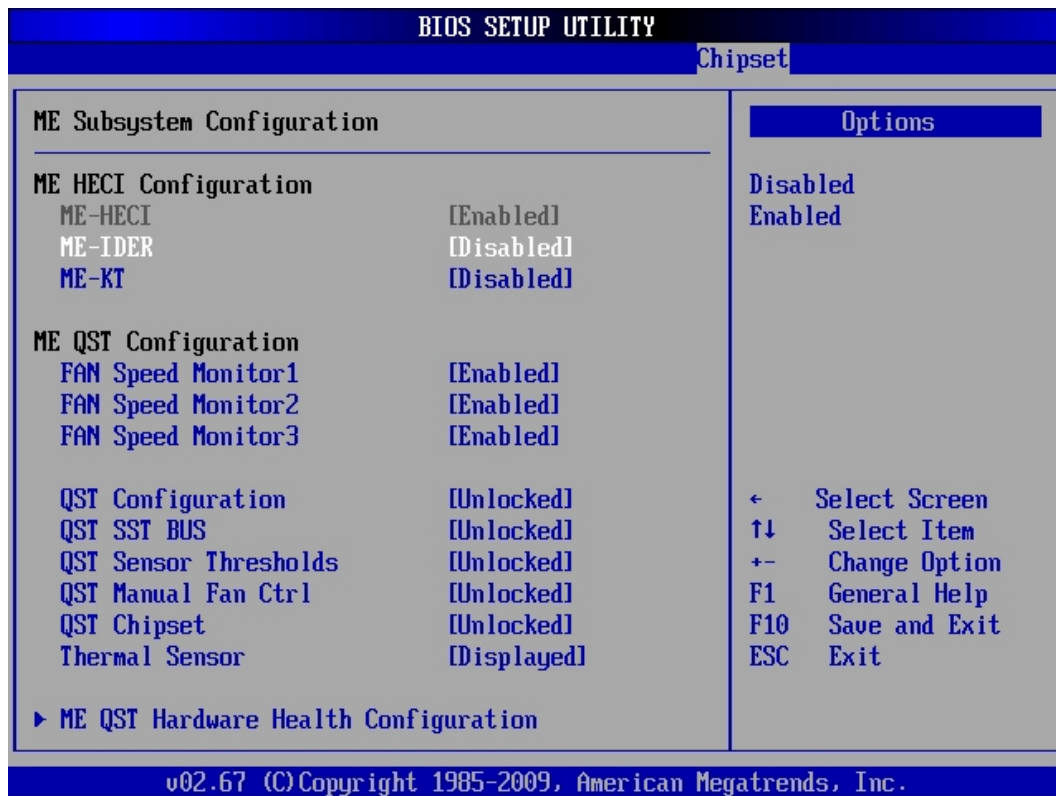 BIOS SETUP UTILITY
Chipset
ME Subsystem Configuration
ME HECI Configuration
ME-HECI [Enabled]
ME-IDER [Disabled]
ME-KT [Disabled]
ME QST Configuration
FAN Speed Monitor1 [Enabled]
FAN Speed Monitor2 [Enabled]
FAN Speed Monitor3 [Enabled]
QST Configuration [Unlocked]
QST SST BUS [Unlocked]
QST Sensor Thresholds [Unlocked]
QST Manual Fan Ctrl [Unlocked]
QST Chipset [Unlocked]
Thermal Sensor [Displayed]
▶ ME QST Hardware Health Configuration
Options
Disabled
Enabled
← Select Screen
↑↓ Select Item
+- Change Option
F1 General Help
F10 Save and Exit
ESC Exit
v02.67 (C)Copyright 1985-2009, American Megatrends, Inc.